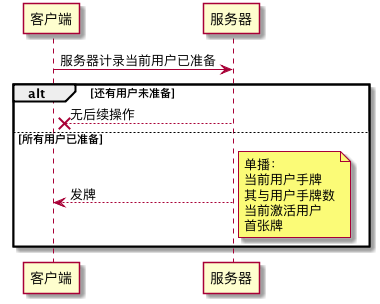 客户端
服务器
服务器计录当前用户已准备
alt
[还有用户未准备]
无后续操作
[所有用户已准备]
单播：
当前用户手牌
其与用户手牌数
当前激活用户
首张牌
发牌
客户端
服务器